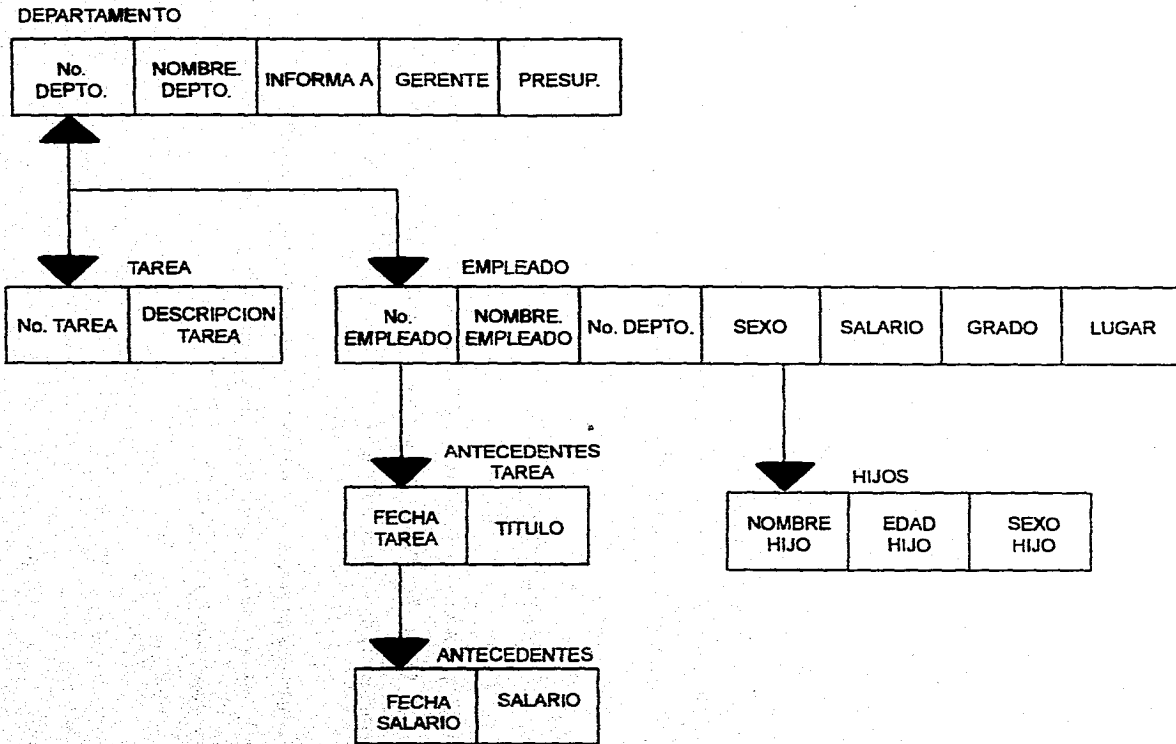 DEPARTAMENTO
No.
DEPTO.
NOMBRE.
DEPTO.
INFORMA A
GERENTE
PRESUP.
TAREA
No. TAREA
DESCRIPCION
TAREA
EMPLEADO
No.
EMPLEADO
NOMBRE.
EMPLEADO
No. DEPTO.
SEXO
SALARIO
GRADO
LUGAR
ANTECEDENTES
TAREA
FECHA
TAREA
TITULO
HIJOS
NOMBRE
HIJO
EDAD
HIJO
SEXO
HIJO
ANTECEDENTES
FECHA
SALARIO
SALARIO